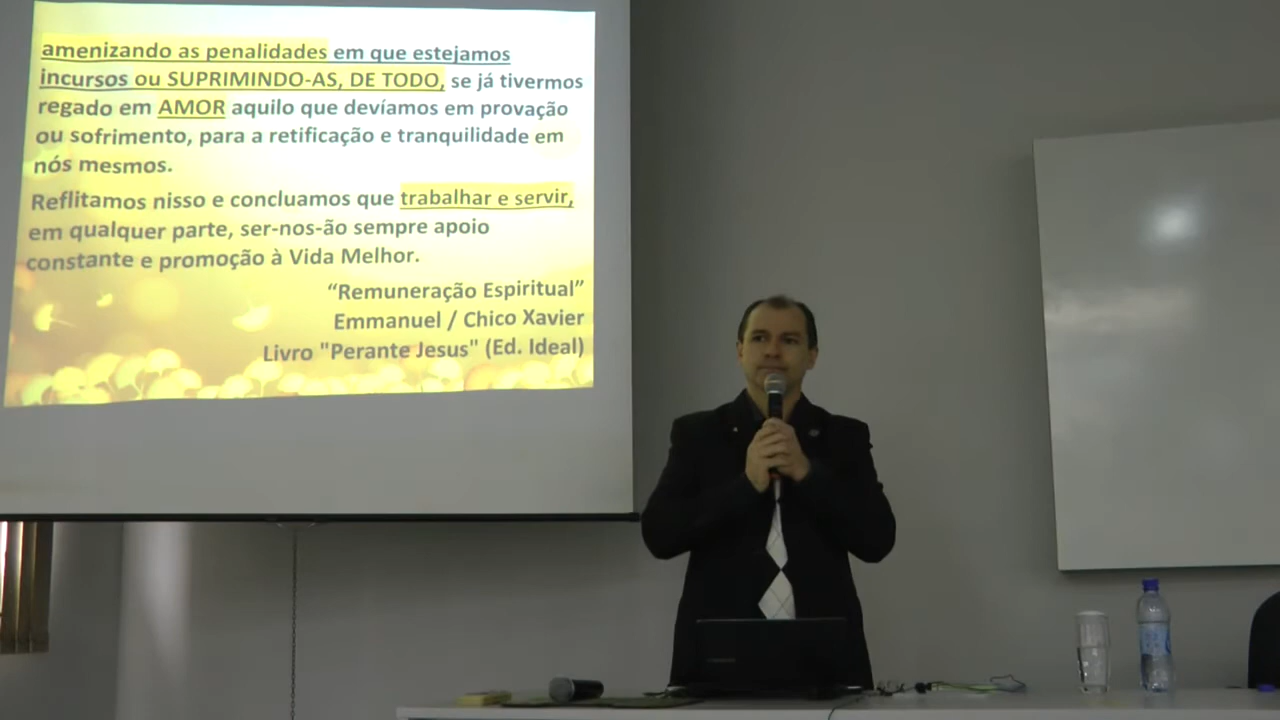 amenizando as penalidades em que estejamos
incursos ou SUPRIMINDO-AS, DE TODO, se já tivermos
regado em AMOR aquilo que devíamos em provação
ou sofrimento, para a retificação e tranquilidade em
nós mesmos.
Reflitamos nisso e concluamos que trabalhar e servir,
em qualquer parte, ser-nos-ão sempre apoio
constante e promoção à Vida Melhor.
“Remuneração Espiritual”
Emmanuel / Chico Xavier
Livro "Perante Jesus" (Ed. Ideal)